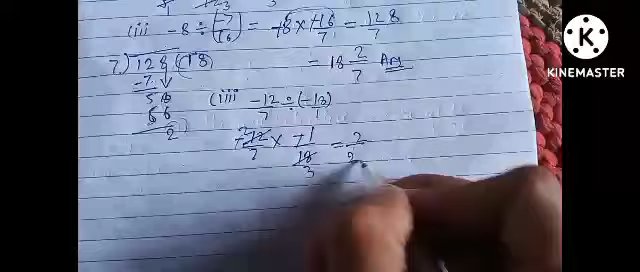 iii -8 ÷ (-7/16) = -8 × -16/7 = 128/7
7) 128 (18 = 18 2/7 Ans
-7
58
56
2
(iiii -12/7 ÷ (-18/1)
-12/7 × -1/18 = 2/
2 3
KINEMASTER